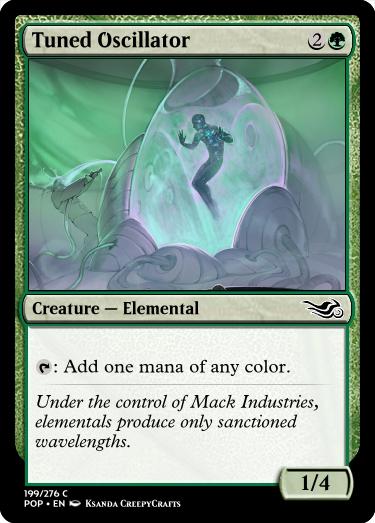 Tuned Oscillator 2
Creature — Elemental
: Add one mana of any color.
Under the control of Mack Industries,
elementals produce only sanctioned
wavelengths.
1/4
199/276 C
POP • EN Ksanda CreepyCrafts